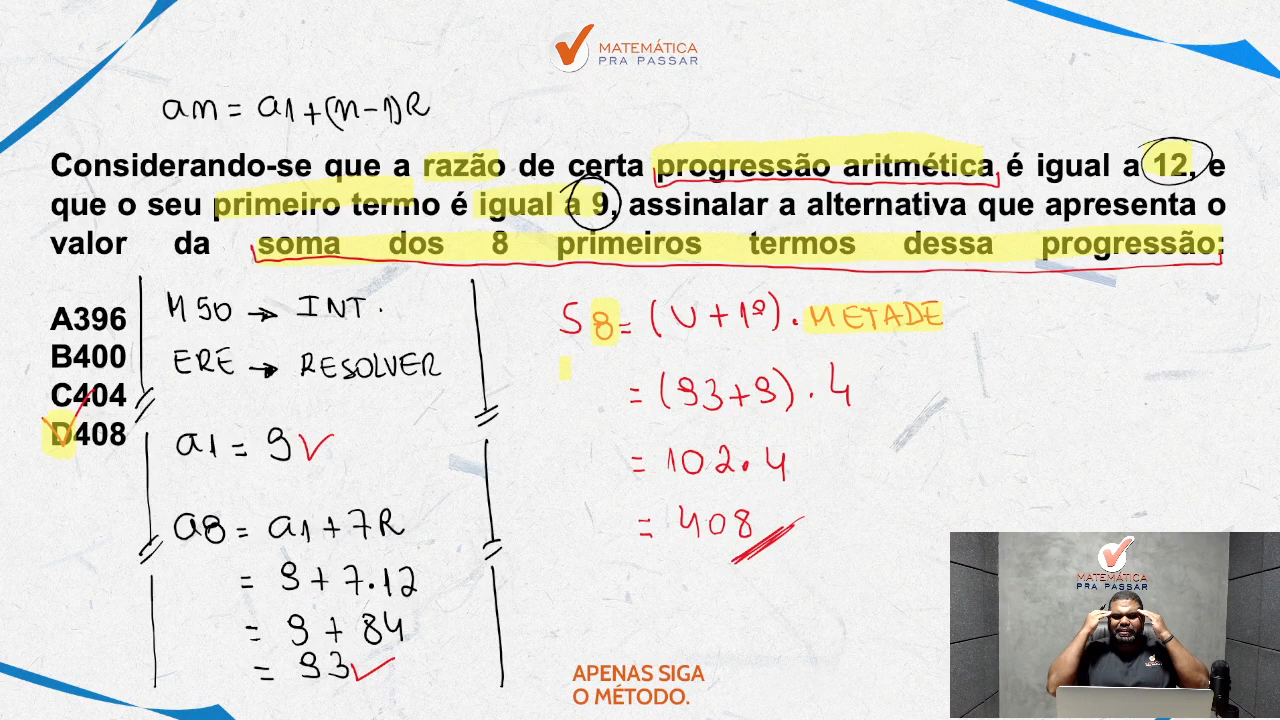 MATEMÁTICA
PRA PASSAR
an = a1 + (n - 1)R
Considerando-se que a razão de certa progressão aritmética é igual a 12, e
que o seu primeiro termo é igual a 9, assinalar a alternativa que apresenta o
valor da soma dos 8 primeiros termos dessa progressão:
A396
B400
C404
D408
M50 → INT.
ERE → RESOLVER
a1 = 9
a8 = a1 + 7R
= 9 + 7.12
= 9 + 84
= 93
S8 = (U + 1º) . METADE
= (93 + 9) . 4
= 102 . 4
= 408
APENAS SIGA
O MÉTODO.
MATEMÁTICA
PRA PASSAR